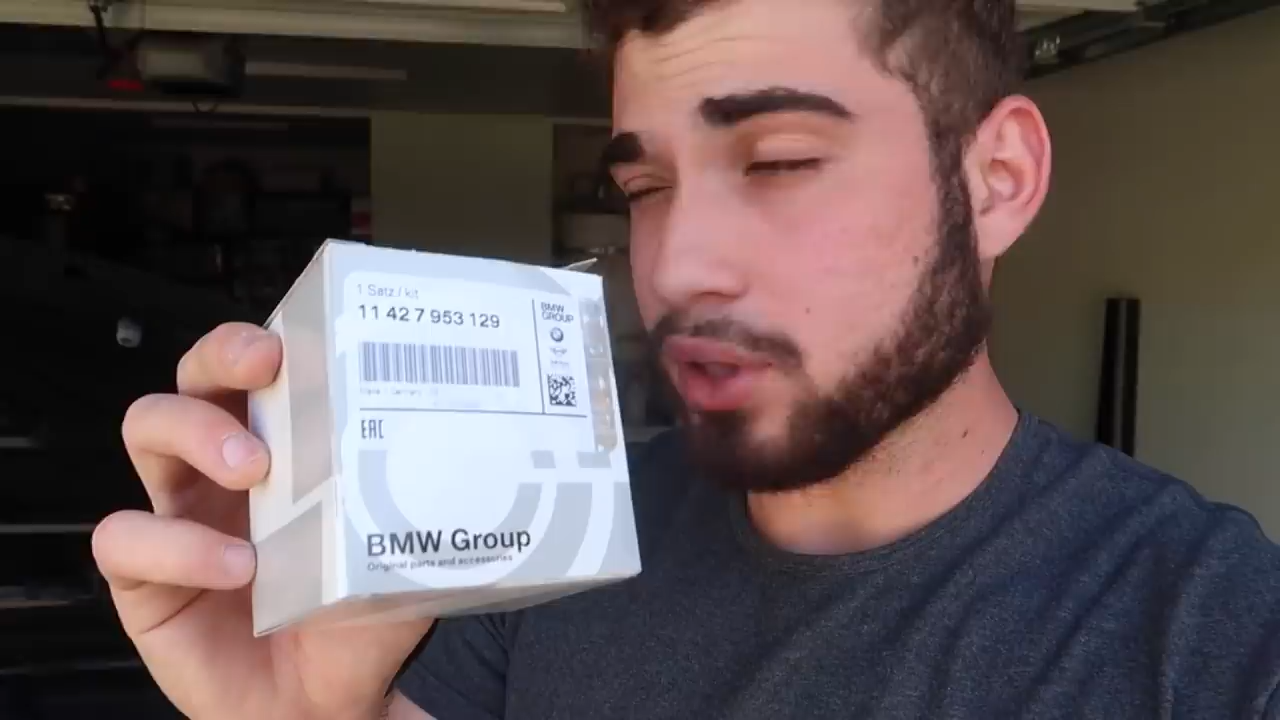 1 Satz / kit
11 42 7 953 129
BMW
GROUP
EAC
BMW Group
Original parts and accessories